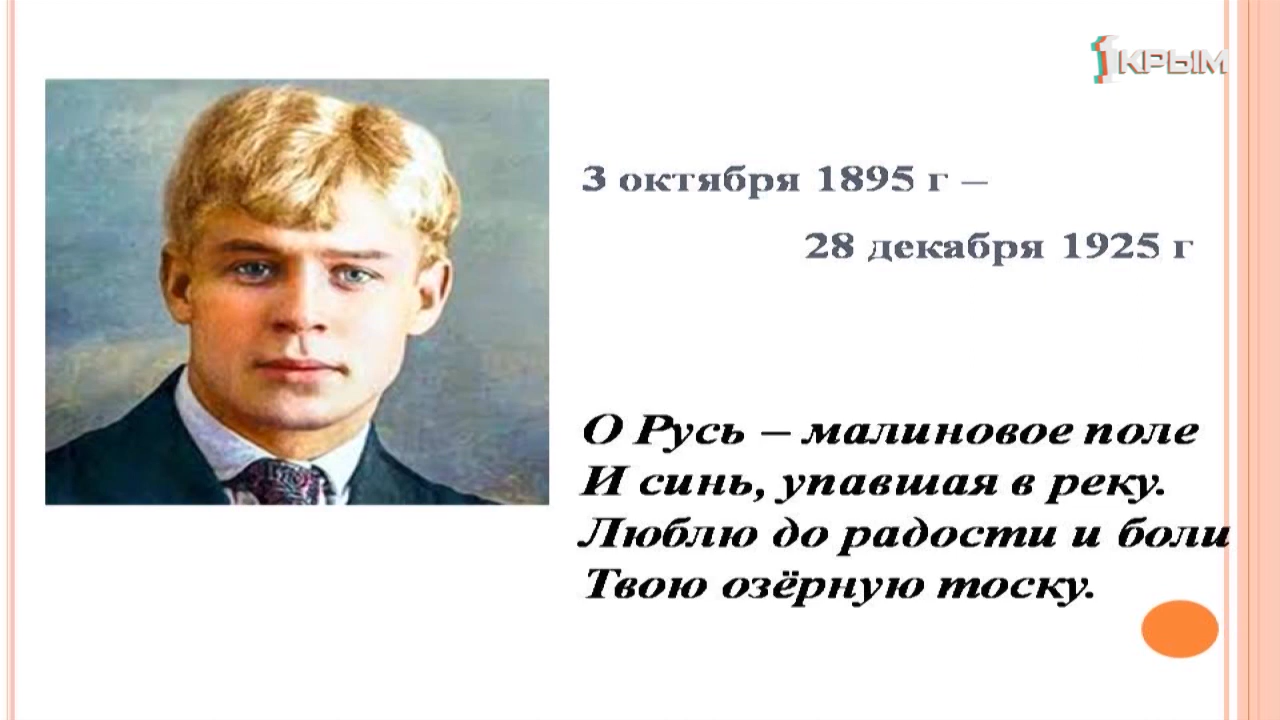 1КРЫМ
3 октября 1895 г –
28 декабря 1925 г
О Русь – малиновое поле
И синь, упавшая в реку.
Люблю до радости и боли
Твою озёрную тоску.